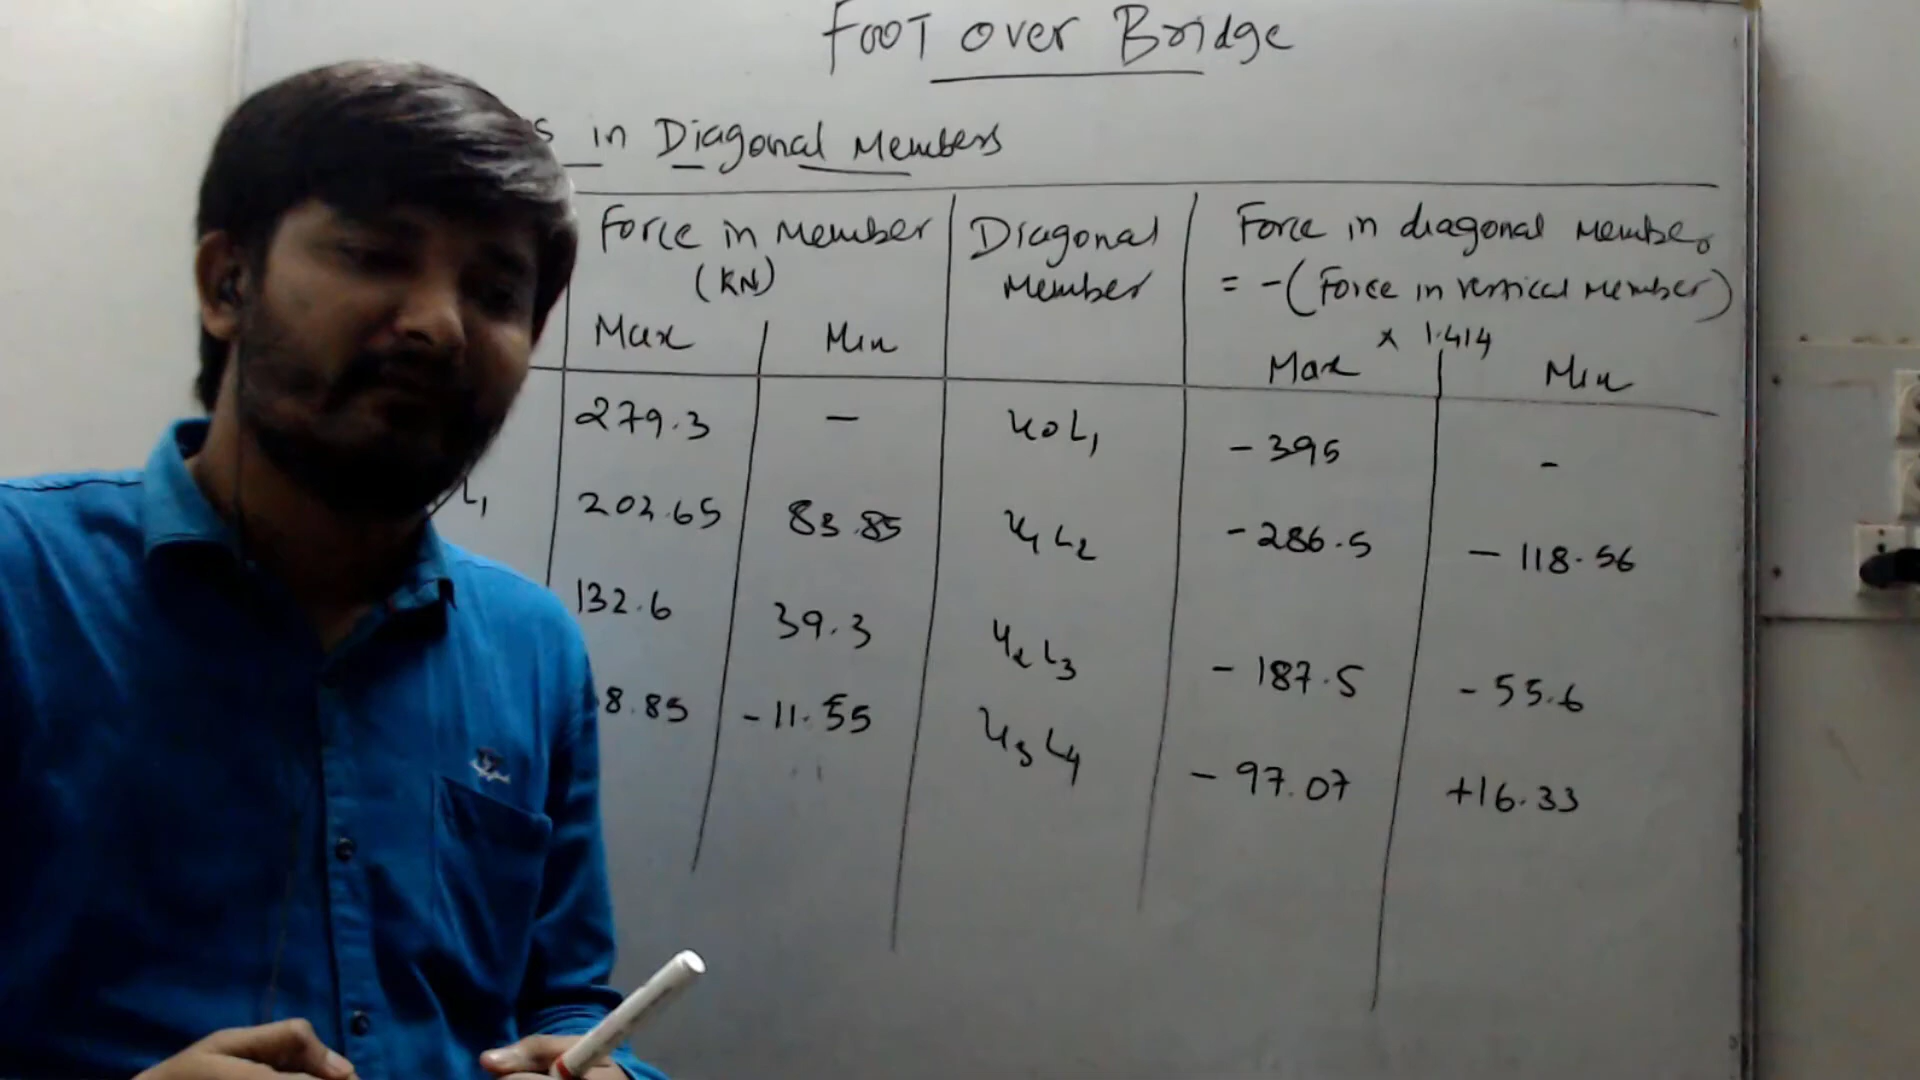 FOOT over Bridge
s in Diagonal Members
Force in Member
(KN)
Max Min
Diagonal
Member
Force in diagonal Member
= - (Force in vertical Member)
x 1.414
Max Min
279.3 - U0L1 - 395 -
L1 202.65 83.85 U1L2 - 286.5 - 118.56
132.6 39.3 U2L3 - 187.5 - 55.6
8.85 - 11.55 U3L4 - 97.07 +16.33